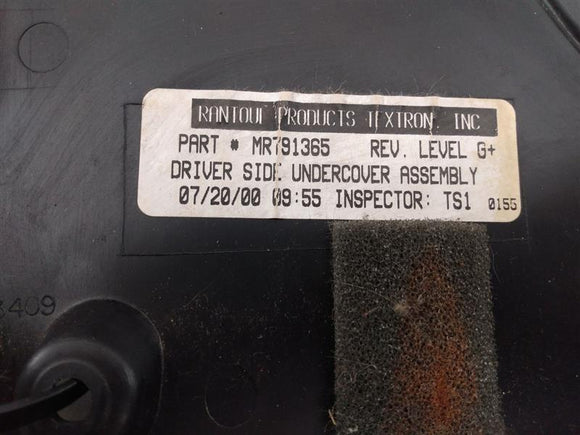 RANTOUL PRODUCTS TEXTRON, INC
PART # MR791365 REV. LEVEL G+
DRIVER SIDE UNDERCOVER ASSEMBLY
07/20/00 09:55 INSPECTOR: TS1 0155
409